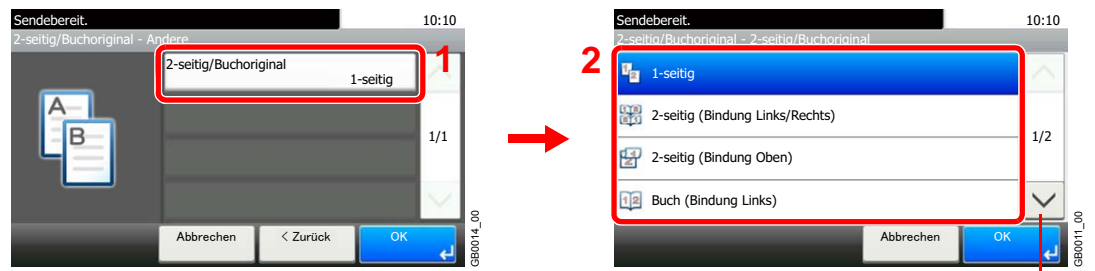 Sendebereit.
10:10
2-seitig/Buchoriginal - Andere
2-seitig/Buchoriginal
1-seitig
1
A
B
1/1
Abbrechen
< Zurück
OK
GB0014_00
Sendebereit.
10:10
2-seitig/Buchoriginal - 2-seitig/Buchoriginal
2
1-seitig
2-seitig (Bindung Links/Rechts)
2-seitig (Bindung Oben)
Buch (Bindung Links)
1/2
Abbrechen
OK
GB0011_00